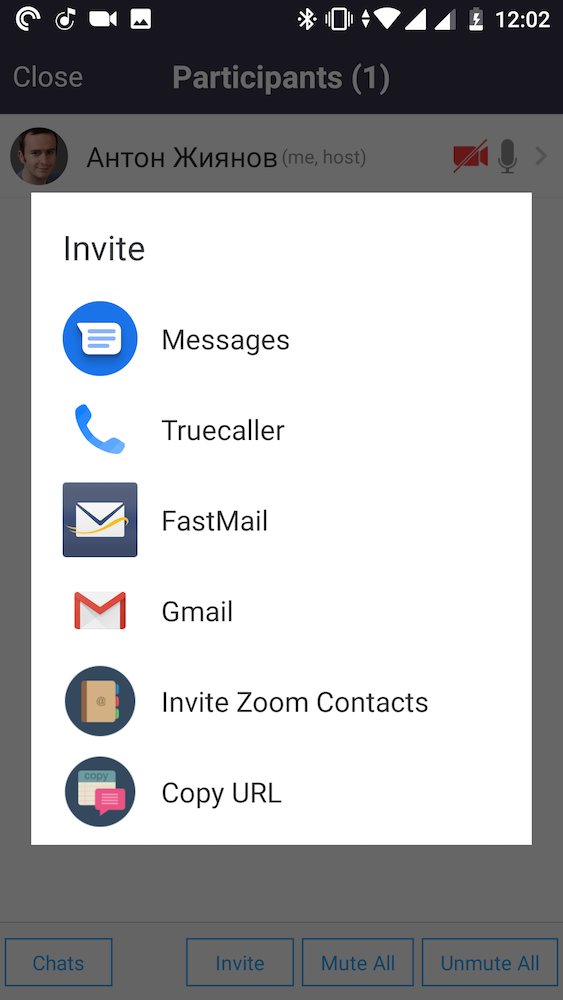 12:02
Close Participants (1)
Антон Жиянов (me, host)
Invite
Messages
Truecaller
FastMail
Gmail
@
Invite Zoom Contacts
copy
Copy URL
Chats Invite Mute All Unmute All